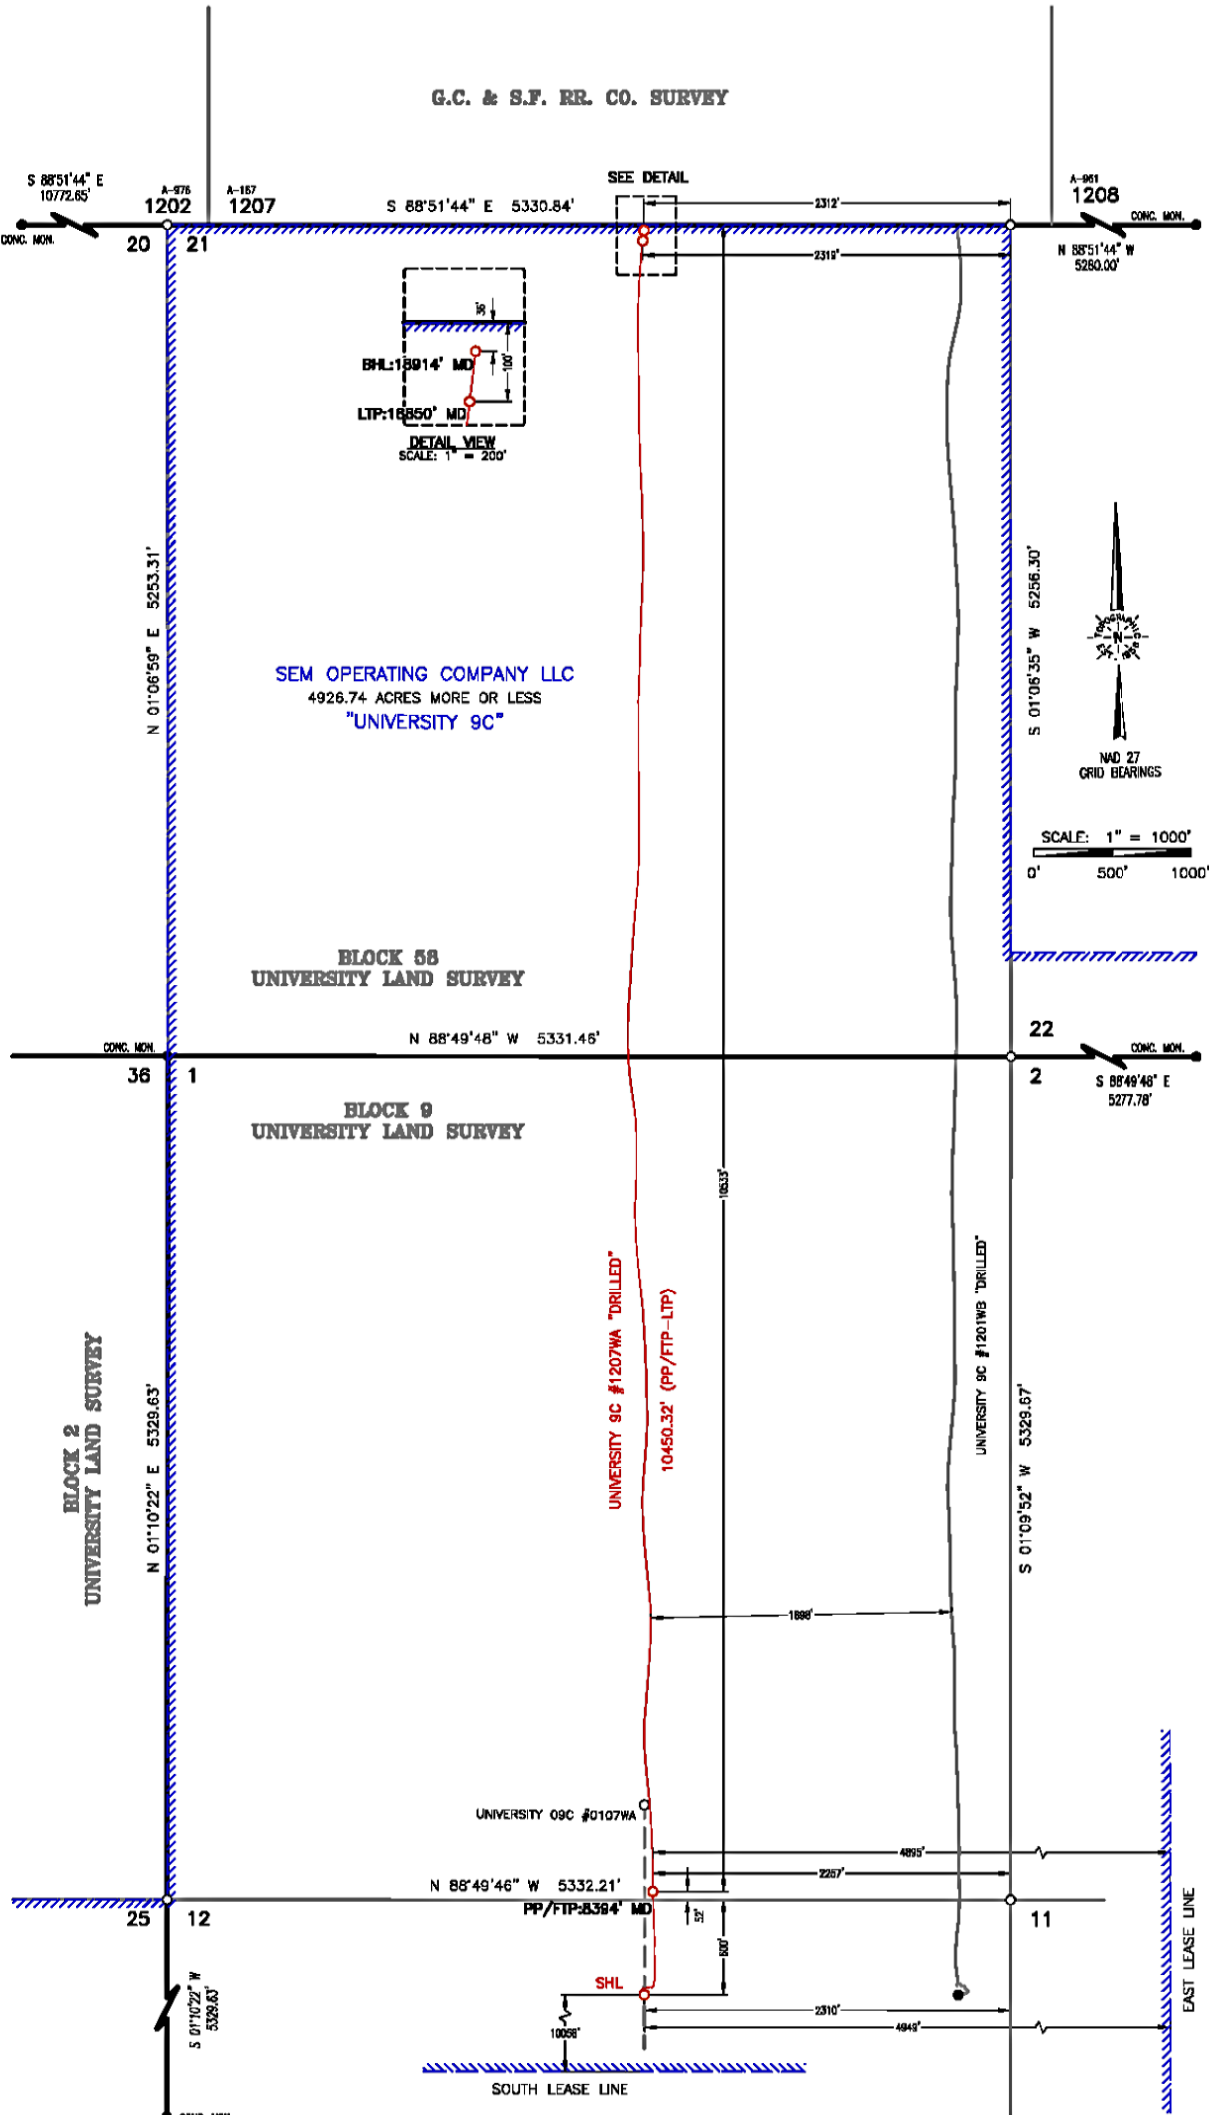 G.C. & S.F. RR. CO. SURVEY
SEE DETAIL
S 88°51'44" E
10772.65'
A-976
1202
A-157
1207
S 88°51'44" E 5330.84'
2312'
A-961
1208
CONC. MON.
CONC. MON.
20
21
2319'
N 88°51'44" W
5280.00'
36'
100'
BHL:18914' MD
LTP:18850' MD
DETAIL VIEW
SCALE: 1" = 200'
N 01°06'59" E 5253.31'
S 01°06'35" W 5256.30'
SEM OPERATING COMPANY LLC
4926.74 ACRES MORE OR LESS
"UNIVERSITY 9C"
TOPOGRAPHIC
N
NAD 27
GRID BEARINGS
SCALE: 1" = 1000'
0' 500' 1000'
BLOCK 58
UNIVERSITY LAND SURVEY
N 88°49'48" W 5331.46'
22
CONC. MON.
CONC. MON.
36
1
2
S 88°49'48" E
5277.78'
BLOCK 9
UNIVERSITY LAND SURVEY
10533'
UNIVERSITY 9C #1207WA "DRILLED"
10450.32' (PP/FTP-LTP)
UNIVERSITY 9C #1201WB "DRILLED"
BLOCK 2
UNIVERSITY LAND SURVEY
N 01°10'22" E 5329.63'
S 01°09'52" W 5329.67'
1898'
UNIVERSITY 09C #0107WA
4895'
2257'
N 88°49'46" W 5332.21'
PP/FTP:8394' MD
52'
25
12
11
600'
EAST LEASE LINE
S 01°10'22" W
5329.63'
SHL
2310'
4949'
10058'
SOUTH LEASE LINE
CONC. MON.